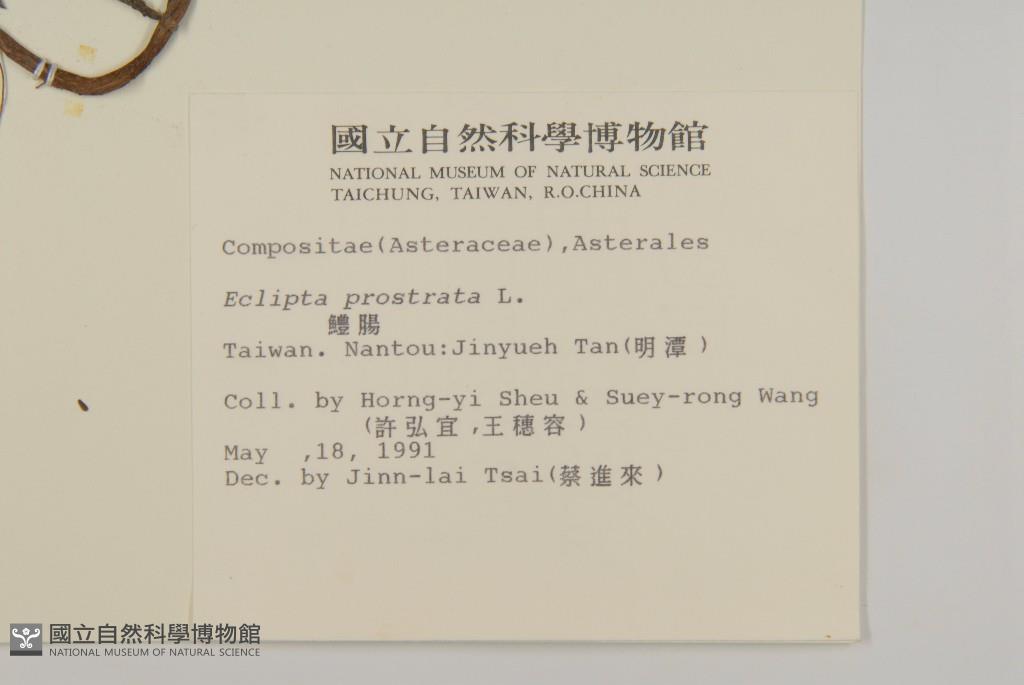 國立自然科學博物館
NATIONAL MUSEUM OF NATURAL SCIENCE
TAICHUNG, TAIWAN, R.O.CHINA
Compositae(Asteraceae),Asterales
Eclipta prostrata L.
鱧腸
Taiwan. Nantou:Jinyueh Tan(明潭)
Coll. by Horng-yi Sheu & Suey-rong Wang
(許弘宜,王穗容)
May ,18, 1991
Dec. by Jinn-lai Tsai(蔡進來)
國立自然科學博物館
NATIONAL MUSEUM OF NATURAL SCIENCE